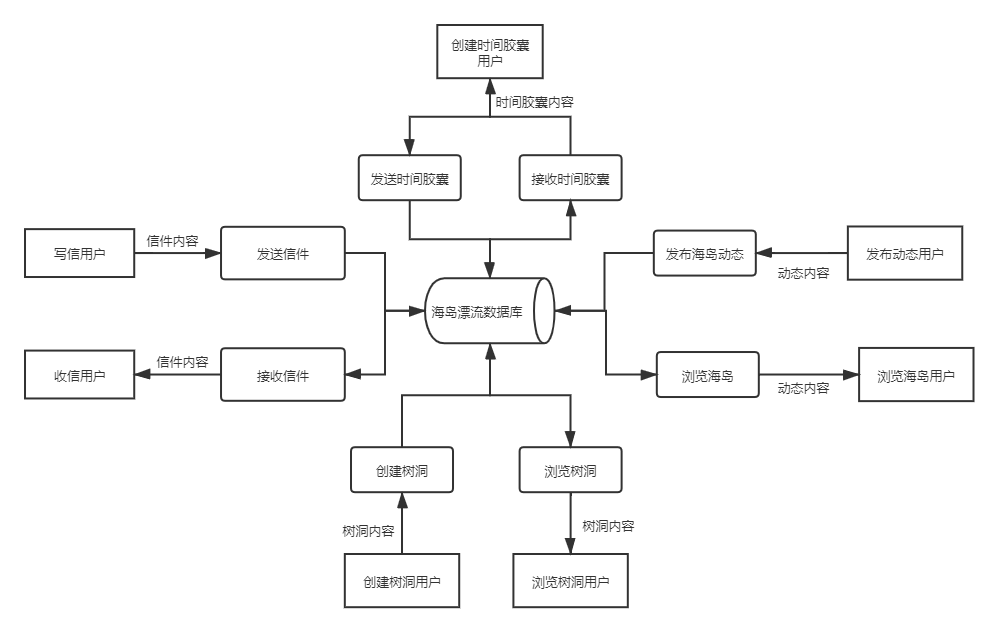 创建时间胶囊
用户
时间胶囊内容
发送时间胶囊
接收时间胶囊
写信用户
信件内容
发送信件
发布海岛动态
动态内容
发布动态用户
海岛漂流数据库
收信用户
信件内容
接收信件
浏览海岛
动态内容
浏览海岛用户
创建树洞
浏览树洞
树洞内容
树洞内容
创建树洞用户
浏览树洞用户